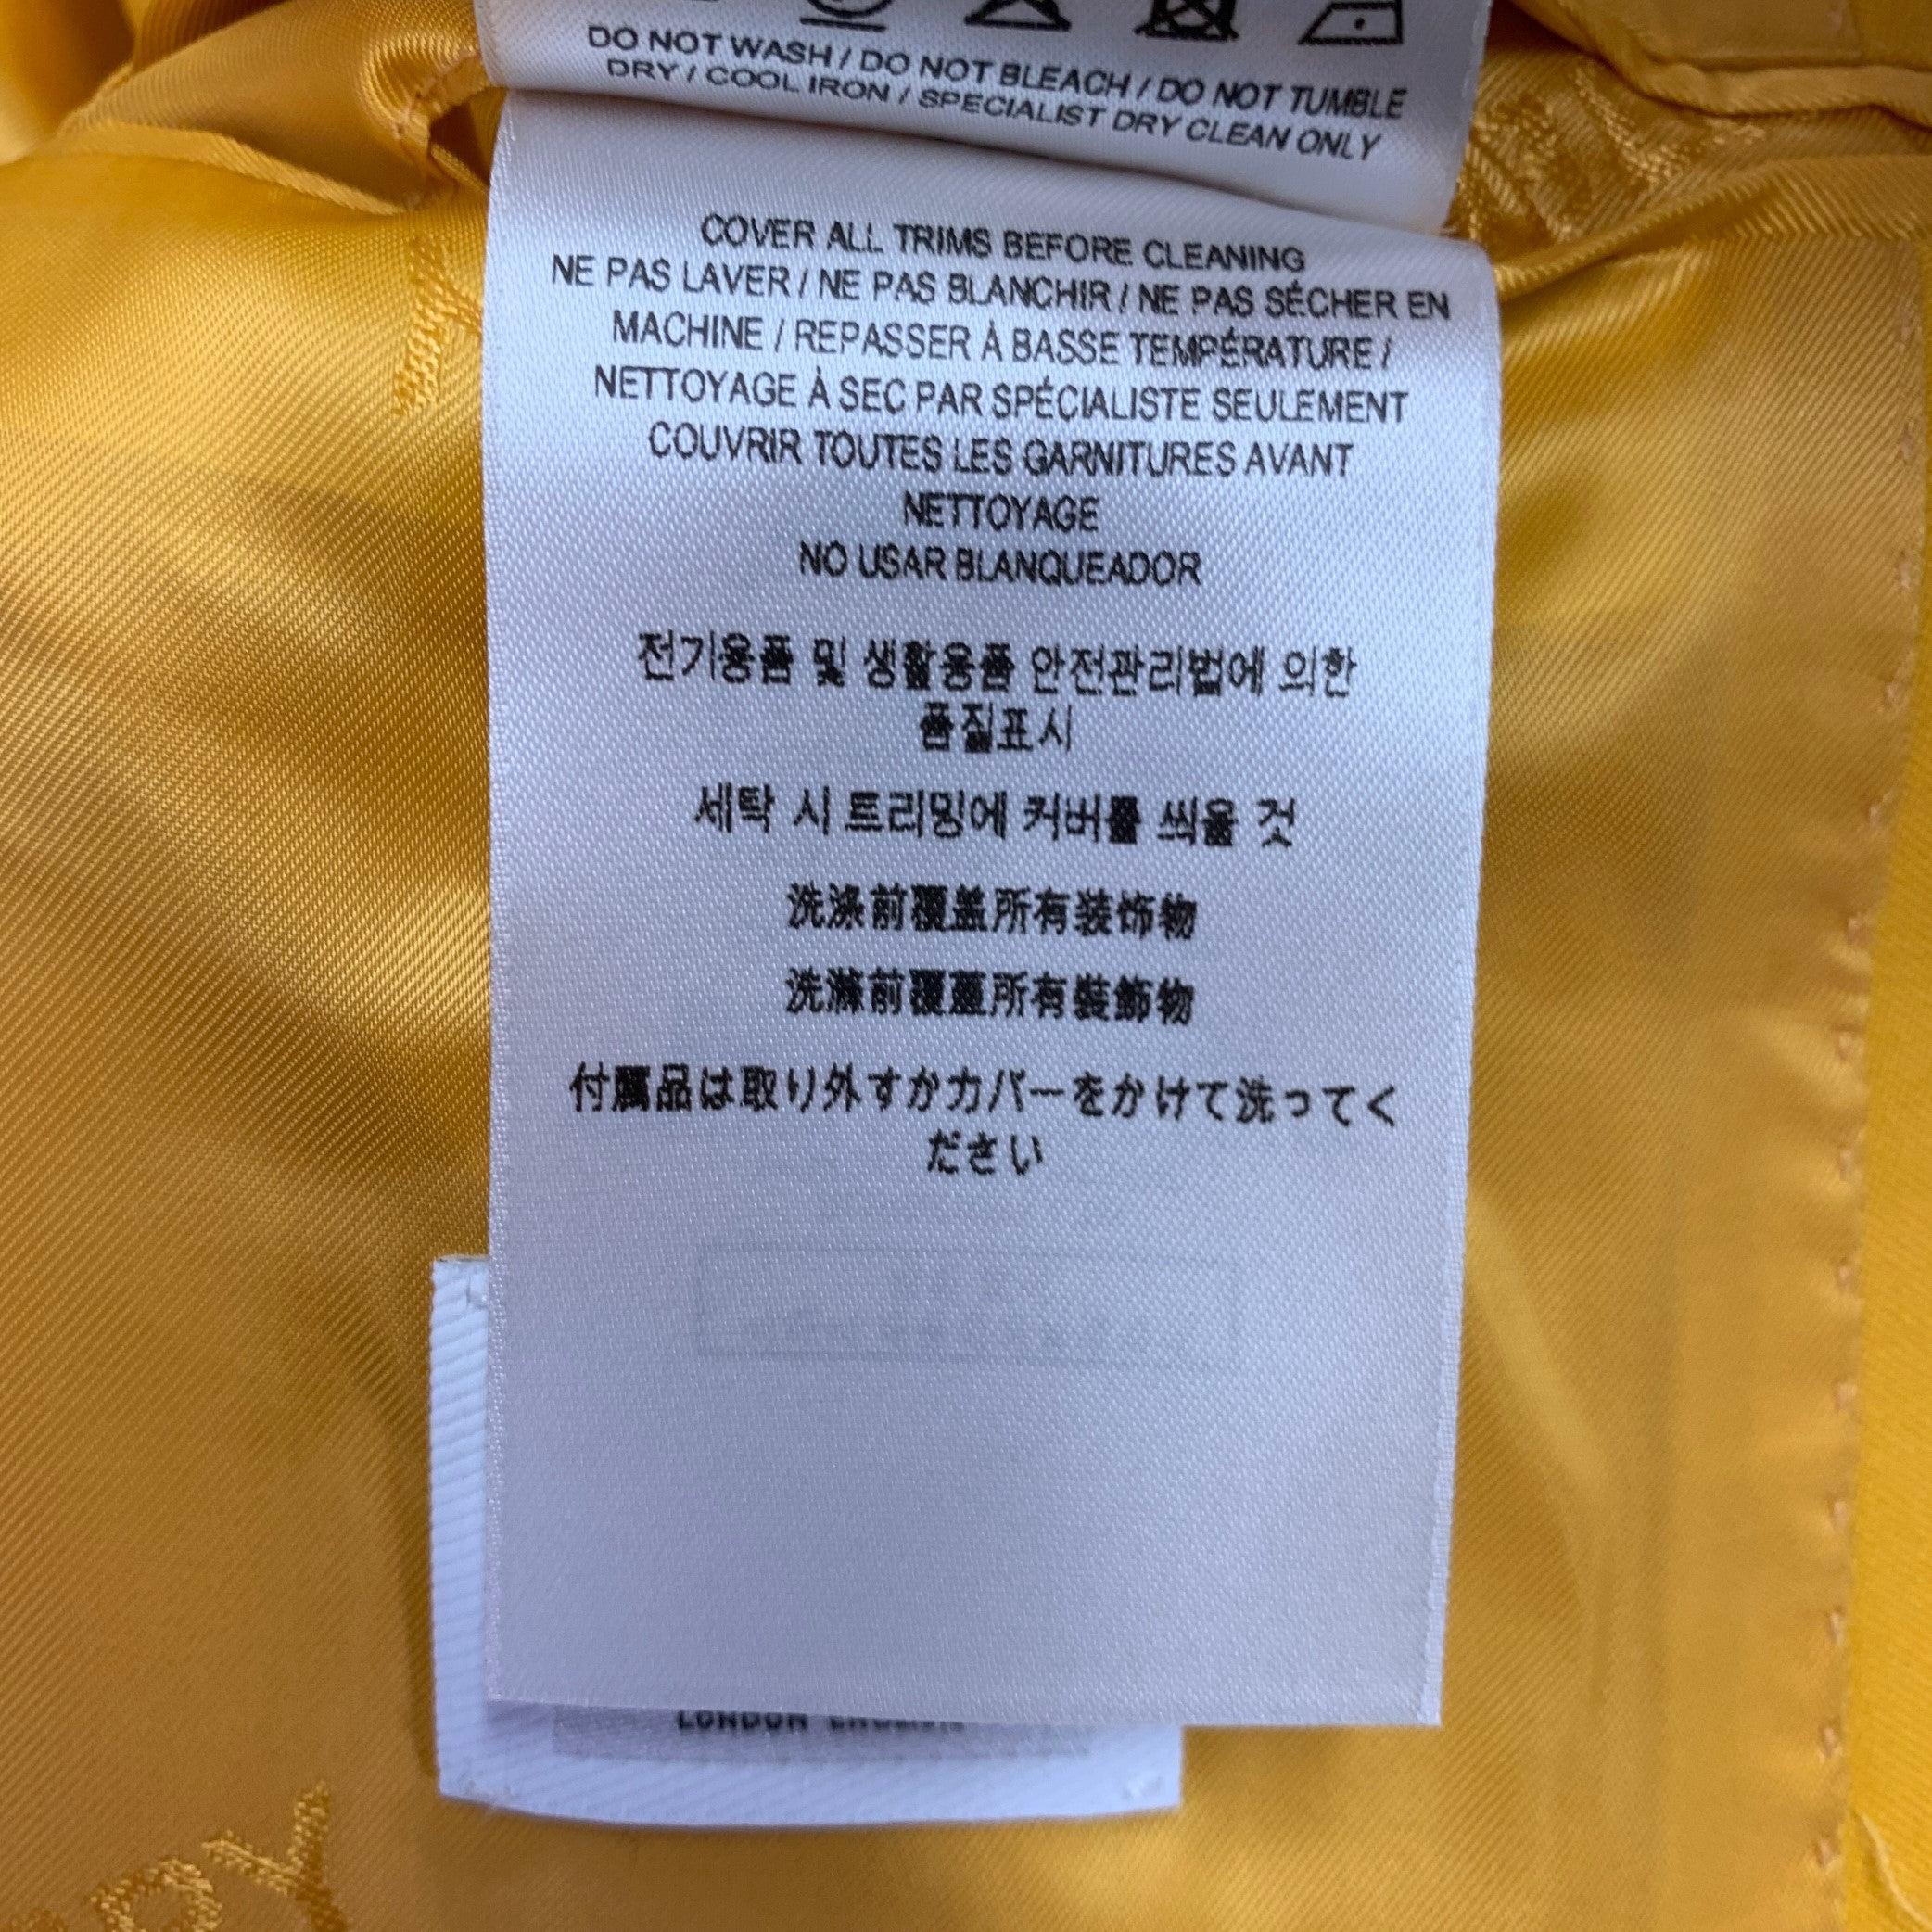 DO NOT WASH / DO NOT BLEACH / DO NOT TUMBLE
DRY / COOL IRON / SPECIALIST DRY CLEAN ONLY
COVER ALL TRIMS BEFORE CLEANING
NE PAS LAVER / NE PAS BLANCHIR / NE PAS SÉCHER EN
MACHINE / REPASSER À BASSE TEMPÉRATURE /
NETTOYAGE À SEC PAR SPÉCIALISTE SEULEMENT
COUVRIR TOUTES LES GARNITURES AVANT
NETTOYAGE
NO USAR BLANQUEADOR
전기용품 및 생활용품 안전관리법에 의한
품질표시
세탁 시 트리밍에 커버를 씌울 것
洗涤前覆盖所有装饰物
洗滌前覆蓋所有裝飾物
付属品は取り外すかカバーをかけて洗ってく
ださい
LONDON